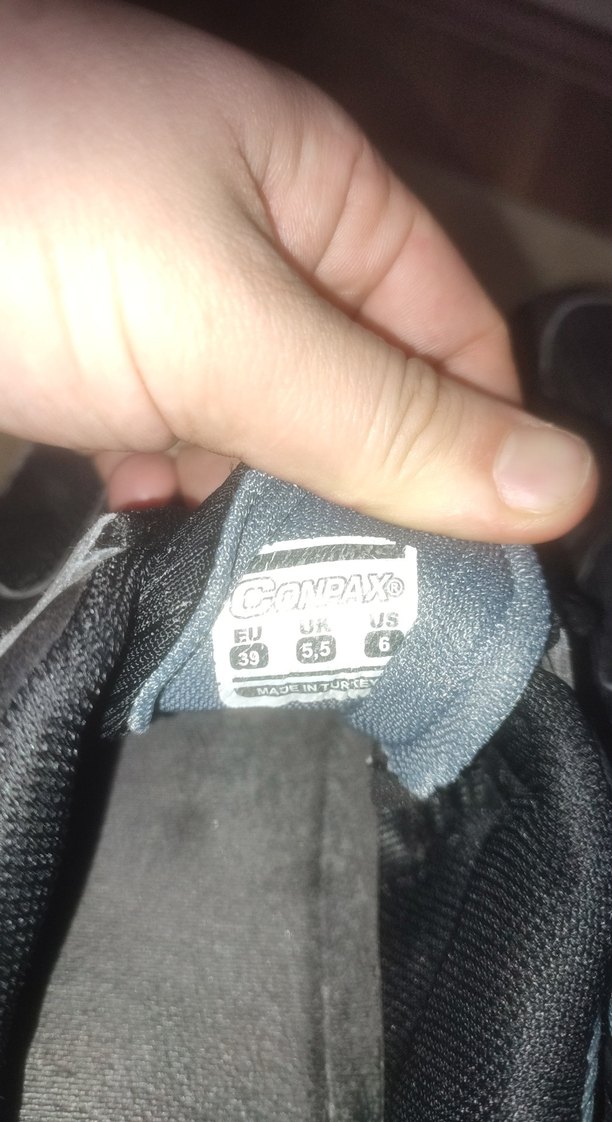 CONPAX®
EU UK US
39 5,5 6
MADE IN TURKEY